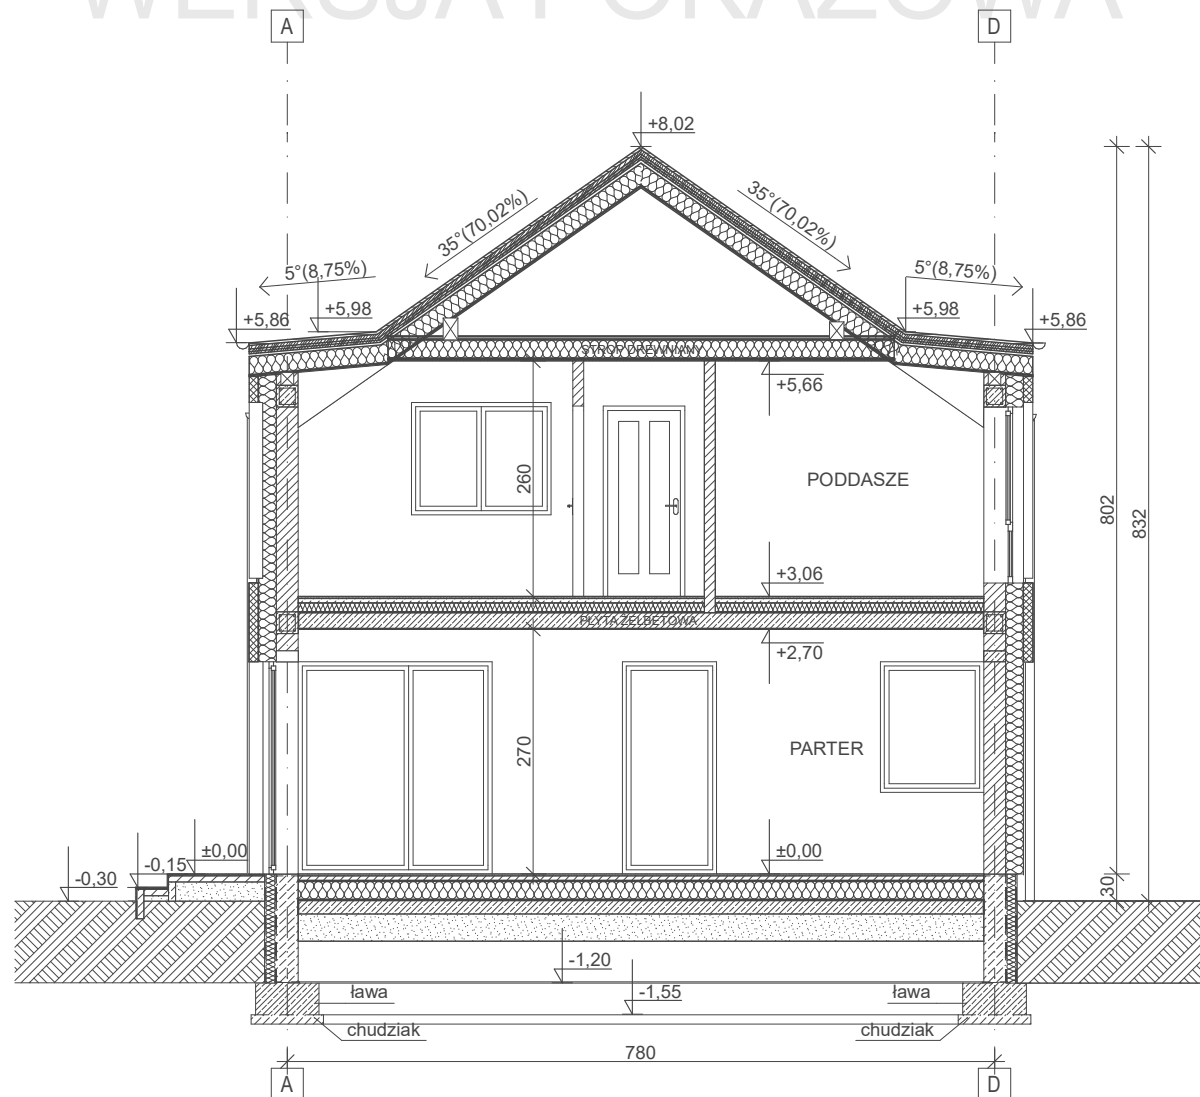 WERSJA POKAZOWA
A
D
+8,02
35°(70,02%)
35°(70,02%)
5°(8,75%)
5°(8,75%)
+5,86
+5,98
+5,98
+5,86
STROP DREWNIANY
+5,66
260
PODDASZE
802
832
+3,06
PŁYTA ŻELBETOWA
+2,70
270
PARTER
±0,00
±0,00
-0,15
-0,30
30
-1,20
-1,55
ława
ława
chudziak
chudziak
780
A
D